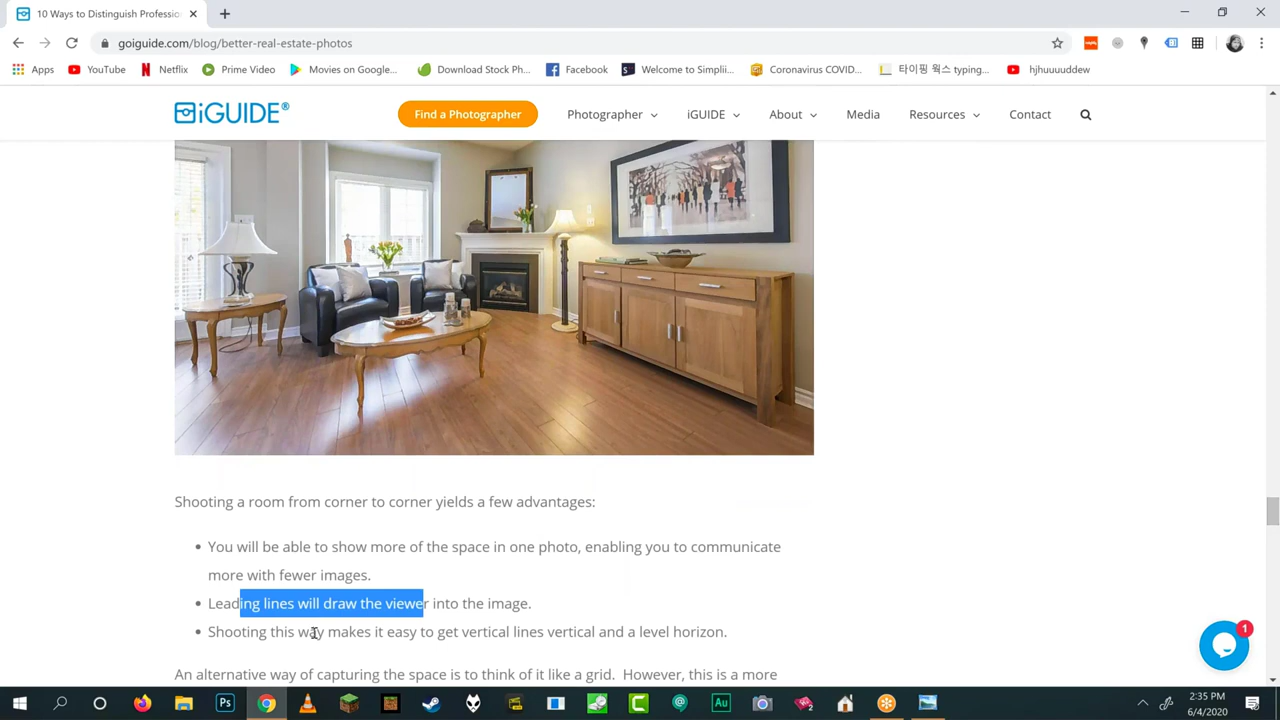 10 Ways to Distinguish Professio
goiguide.com/blog/better-real-estate-photos
Apps YouTube Netflix Prime Video Movies on Google... Download Stock Ph... Facebook Welcome to Simplii... Coronavirus COVID... 타이핑 웍스 typing... hjhuuuuddew
iGUIDE® Find a Photographer Photographer iGUIDE About Media Resources Contact
Shooting a room from corner to corner yields a few advantages:
• You will be able to show more of the space in one photo, enabling you to communicate
more with fewer images.
• Leading lines will draw the viewer into the image.
• Shooting this way makes it easy to get vertical lines vertical and a level horizon.
1
An alternative way of capturing the space is to think of it like a grid. However, this is a more
Ps Au 2:35 PM
6/4/2020